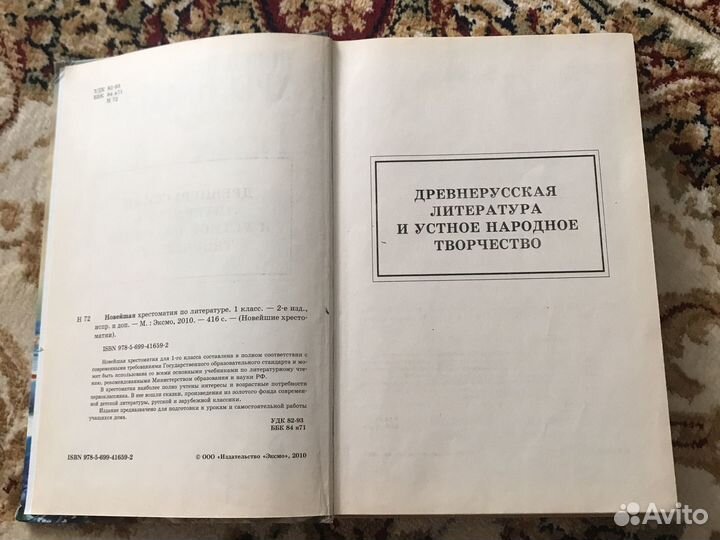 УДК 82-93
ББК 84 я71
Н 72
Н 72 Новейшая хрестоматия по литературе. 1 класс. — 2-е изд.,
испр. и доп. — М. : Эксмо, 2010. — 416 с. — (Новейшие хресто-
матии).
ISBN 978-5-699-41659-2
Новейшая хрестоматия для 1-го класса составлена в полном соответствии с
современными требованиями Государственного образовательного стандарта и мо-
жет быть использована со всеми основными учебниками по литературному чте-
нию, рекомендованными Министерством образования и науки РФ.
В хрестоматии наиболее полно учтены интересы и возрастные потребности
первоклассника. В нее вошли сказки, произведения из золотого фонда современ-
ной детской литературы, русской и зарубежной классики.
Издание предназначено для подготовки к урокам и самостоятельной работы
учащихся дома.
УДК 82-93
ББК 84 я71
ISBN 978-5-699-41659-2 © ООО «Издательство «Эксмо», 2010
ДРЕВНЕРУССКАЯ
ЛИТЕРАТУРА
И УСТНОЕ НАРОДНОЕ
ТВОРЧЕСТВО
Avito